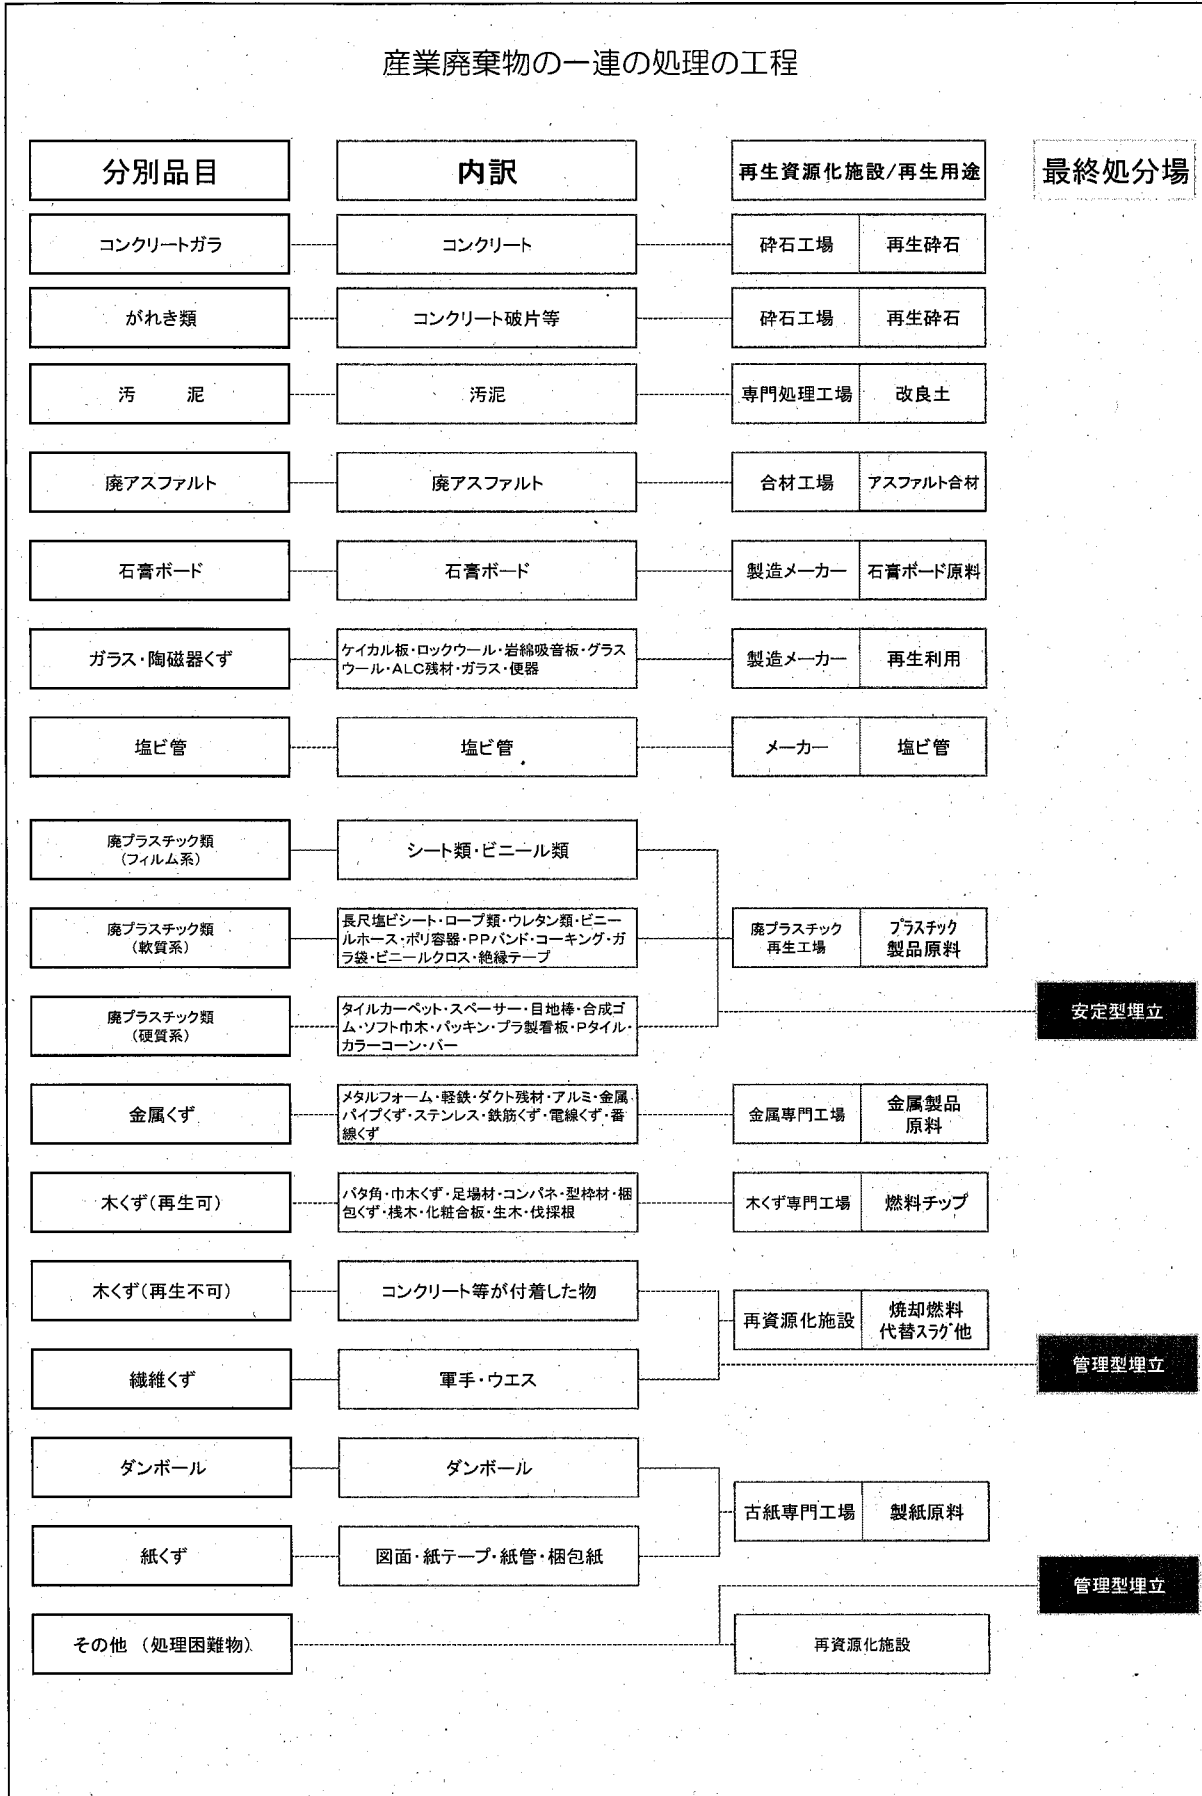 産業廃棄物の一連の処理の工程
分別品目
内訳
再生資源化施設/再生用途
最終処分場
コンクリートガラ
コンクリート
砕石工場
再生砕石
がれき類
コンクリート破片等
砕石工場
再生砕石
汚 泥
汚泥
専門処理工場
改良土
廃アスファルト
廃アスファルト
合材工場
アスファルト合材
石膏ボード
石膏ボード
製造メーカー
石膏ボード原料
ガラス・陶磁器くず
ケイカル板・ロックウール・岩綿吸音板・グラス
ウール・ALC残材・ガラス・便器
製造メーカー
再生利用
塩ビ管
塩ビ管
メーカー
塩ビ管
廃プラスチック類
(フィルム系)
シート類・ビニール類
廃プラスチック類
(軟質系)
長尺塩ビシート・ロープ類・ウレタン類・ビニー
ルホース・ポリ容器・PPバンド・コーキング・ガ
ラ袋・ビニールクロス・絶縁テープ
廃プラスチック
再生工場
プラスチック
製品原料
廃プラスチック類
(硬質系)
タイルカーペット・スペーサー・目地棒・合成ゴ
ム・ソフト巾木・パッキン・プラ製看板・Pタイル・
カラーコーン・バー
安定型埋立
金属くず
メタルフォーム・軽鉄・ダクト残材・アルミ・金属
パイプくず・ステンレス・鉄筋くず・電線くず・番
線くず
金属専門工場
金属製品
原料
木くず(再生可)
バタ角・巾木くず・足場材・コンパネ・型枠材・梱
包くず・桟木・化粧合板・生木・伐採根
木くず専門工場
燃料チップ
木くず(再生不可)
コンクリート等が付着した物
再資源化施設
焼却燃料
代替スラグ他
管理型埋立
繊維くず
軍手・ウエス
ダンボール
ダンボール
古紙専門工場
製紙原料
紙くず
図面・紙テープ・紙管・梱包紙
管理型埋立
その他 (処理困難物)
再資源化施設